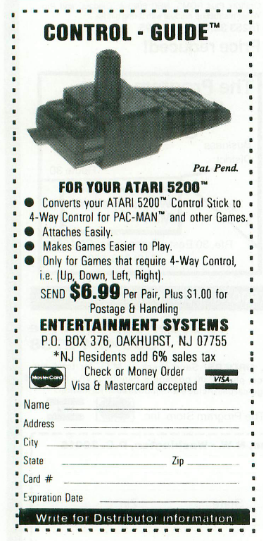 CONTROL - GUIDE™
Pat. Pend.
FOR YOUR ATARI 5200™
● Converts your ATARI 5200™ Control Stick to
4-Way Control for PAC-MAN™ and other Games.
● Attaches Easily.
● Makes Games Easier to Play.
● Only for Games that require 4-Way Control,
i.e. (Up, Down, Left, Right).
SEND $6.99 Per Pair, Plus $1.00 for
Postage & Handling
ENTERTAINMENT SYSTEMS
P.O. BOX 376, OAKHURST, NJ 07755
*NJ Residents add 6% sales tax
MasterCard Check or Money Order VISA
Visa & Mastercard accepted
Name
Address
City
State Zip
Card #
Expiration Date
Write for Distributor information